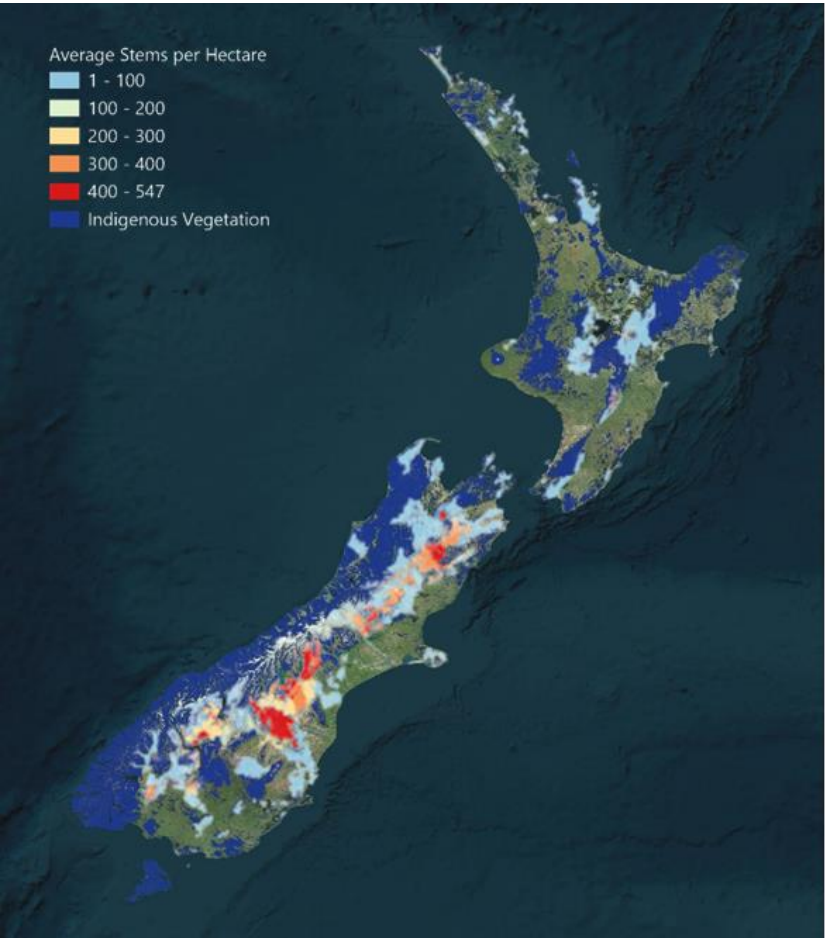 Average Stems per Hectare
1 - 100
100 - 200
200 - 300
300 - 400
400 - 547
Indigenous Vegetation